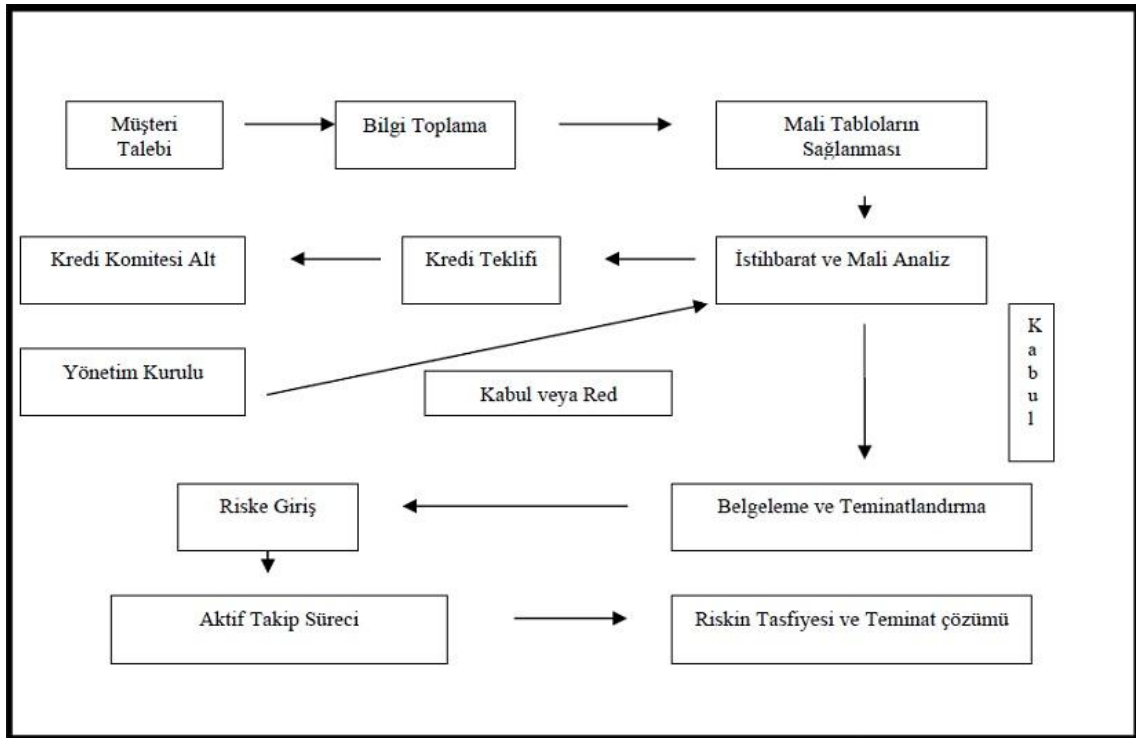 Müşteri
Talebi
Bilgi Toplama
Mali Tabloların
Sağlanması
Kredi Komitesi Alt
Kredi Teklifi
İstihbarat ve Mali Analiz
Yönetim Kurulu
Kabul veya Red
K
a
b
u
l
Riske Giriş
Belgeleme ve Teminatlandırma
Aktif Takip Süreci
Riskin Tasfiyesi ve Teminat çözümü